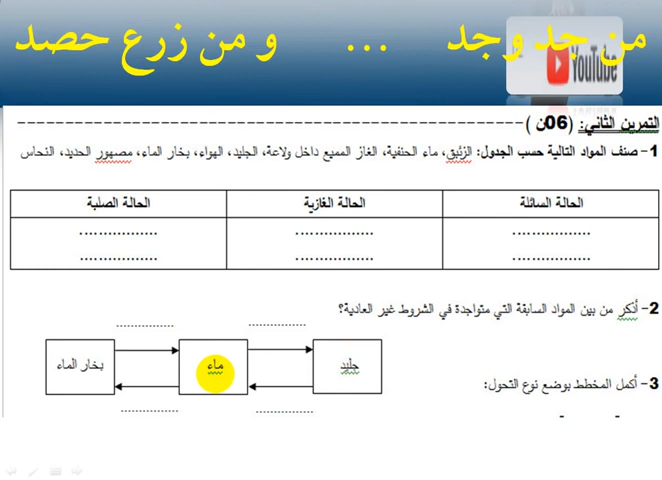 من جد وجد ... و من زرع حصد
YouTube
التمرين الثاني: (06ن)
1- صنف المواد التالية حسب الجدول: الزئبق، ماء الحنفية، الغاز المميع داخل ولاعة، الجليد، الهواء، بخار الماء، مصهور الحديد، النحاس
الحالة السائلة الحالة الغازية الحالة الصلبة
................. ................. .................
................. ................. .................
2- أذكر من بين المواد السابقة التي متواجدة في الشروط غير العادية؟
............... ...............
جليد ماء بخار الماء
3- أكمل المخطط بوضع نوع التحول:
............... ...............